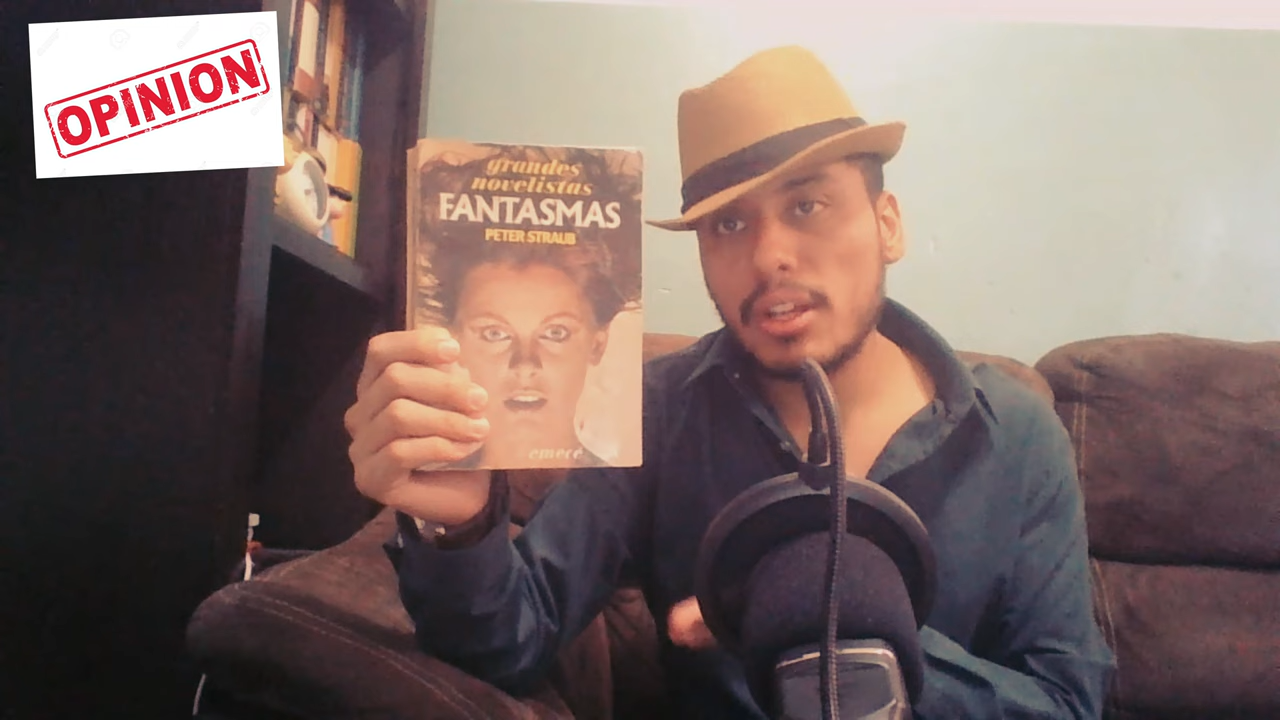 OPINION
grandes
novelistas
FANTASMAS
PETER STRAUB
emecé